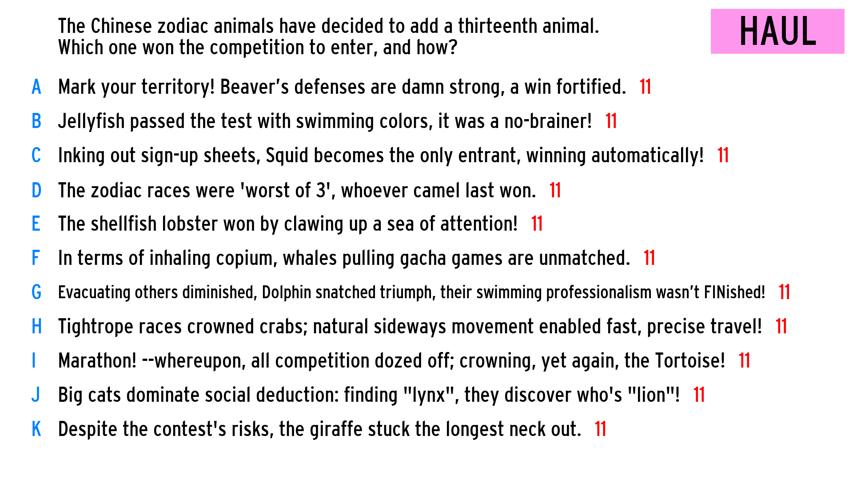 The Chinese zodiac animals have decided to add a thirteenth animal.
Which one won the competition to enter, and how?
HAUL
A Mark your territory! Beaver's defenses are damn strong, a win fortified. 11
B Jellyfish passed the test with swimming colors, it was a no-brainer! 11
C Inking out sign-up sheets, Squid becomes the only entrant, winning automatically! 11
D The zodiac races were 'worst of 3', whoever camel last won. 11
E The shellfish lobster won by clawing up a sea of attention! 11
F In terms of inhaling copium, whales pulling gacha games are unmatched. 11
G Evacuating others diminished, Dolphin snatched triumph, their swimming professionalism wasn't FINished! 11
H Tightrope races crowned crabs; natural sideways movement enabled fast, precise travel! 11
I Marathon! --whereupon, all competition dozed off; crowning, yet again, the Tortoise! 11
J Big cats dominate social deduction: finding "lynx", they discover who's "lion"! 11
K Despite the contest's risks, the giraffe stuck the longest neck out. 11